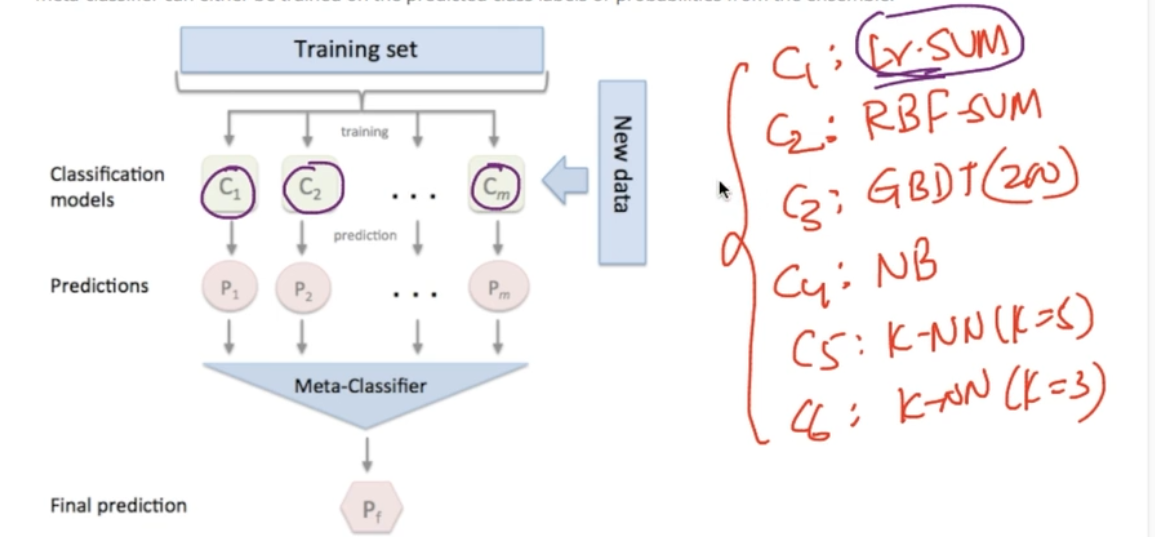 Training set
training
Classification
models
C1
C2
...
Cm
New data
prediction
Predictions
P1
P2
...
Pm
Meta-Classifier
Final prediction
Pf
C1: Lr-SVM
C2: RBF-SVM
C3: GBDT(200)
C4: NB
C5: K-NN (K=5)
C6: K-NN (K=3)